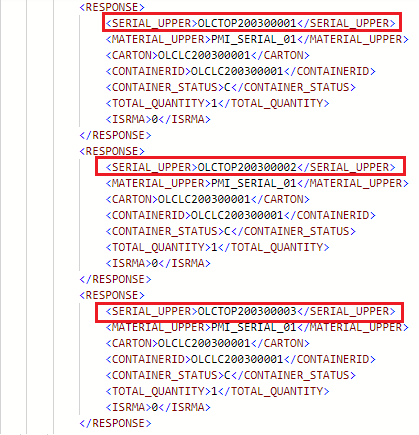 <RESPONSE>
<SERIAL_UPPER>OLCTOP200300001</SERIAL_UPPER>
<MATERIAL_UPPER>PMI_SERIAL_01</MATERIAL_UPPER>
<CARTON>OLCLC200300001</CARTON>
<CONTAINERID>OLCLC200300001</CONTAINERID>
<CONTAINER_STATUS>C</CONTAINER_STATUS>
<TOTAL_QUANTITY>1</TOTAL_QUANTITY>
<ISRMA>0</ISRMA>
</RESPONSE>
<RESPONSE>
<SERIAL_UPPER>OLCTOP200300002</SERIAL_UPPER>
<MATERIAL_UPPER>PMI_SERIAL_01</MATERIAL_UPPER>
<CARTON>OLCLC200300001</CARTON>
<CONTAINERID>OLCLC200300001</CONTAINERID>
<CONTAINER_STATUS>C</CONTAINER_STATUS>
<TOTAL_QUANTITY>1</TOTAL_QUANTITY>
<ISRMA>0</ISRMA>
</RESPONSE>
<RESPONSE>
<SERIAL_UPPER>OLCTOP200300003</SERIAL_UPPER>
<MATERIAL_UPPER>PMI_SERIAL_01</MATERIAL_UPPER>
<CARTON>OLCLC200300001</CARTON>
<CONTAINERID>OLCLC200300001</CONTAINERID>
<CONTAINER_STATUS>C</CONTAINER_STATUS>
<TOTAL_QUANTITY>1</TOTAL_QUANTITY>
<ISRMA>0</ISRMA>
</RESPONSE>